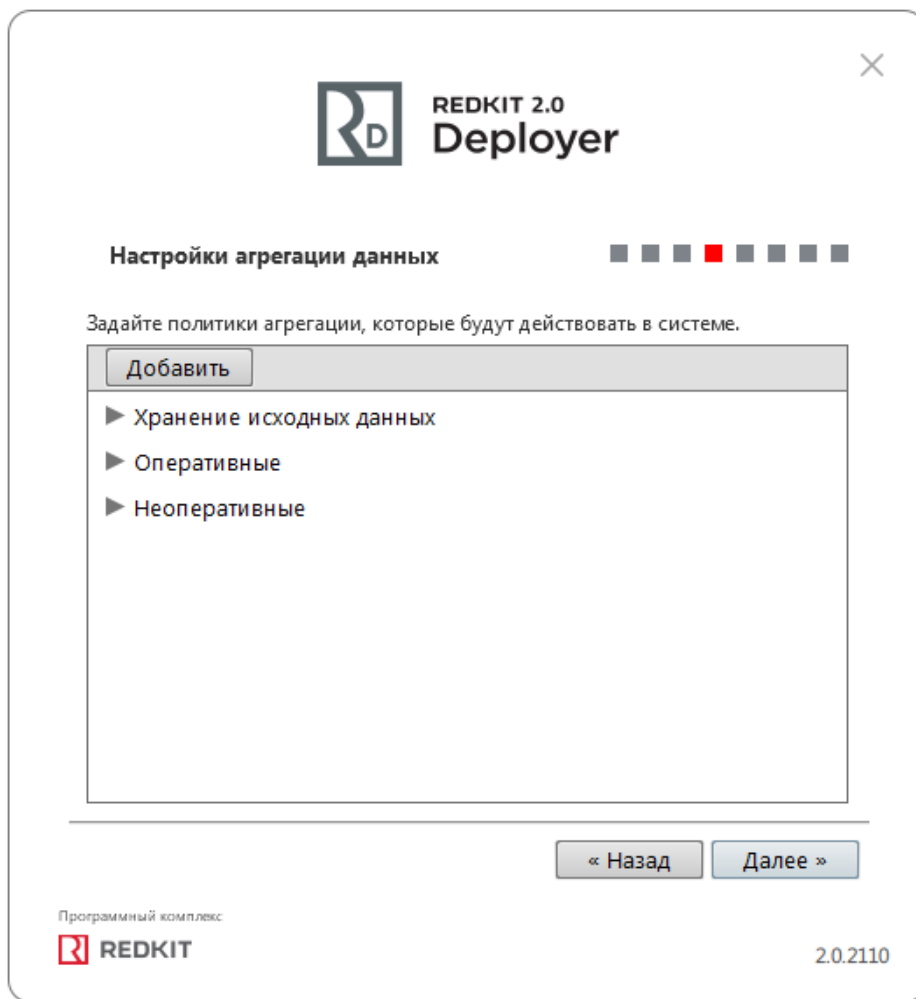 REDKIT 2.0
Deployer
Настройки агрегации данных
Задайте политики агрегации, которые будут действовать в системе.
Добавить
Хранение исходных данных
Оперативные
Неоперативные
« Назад
Далее »
Программный комплекс
REDKIT
2.0.2110